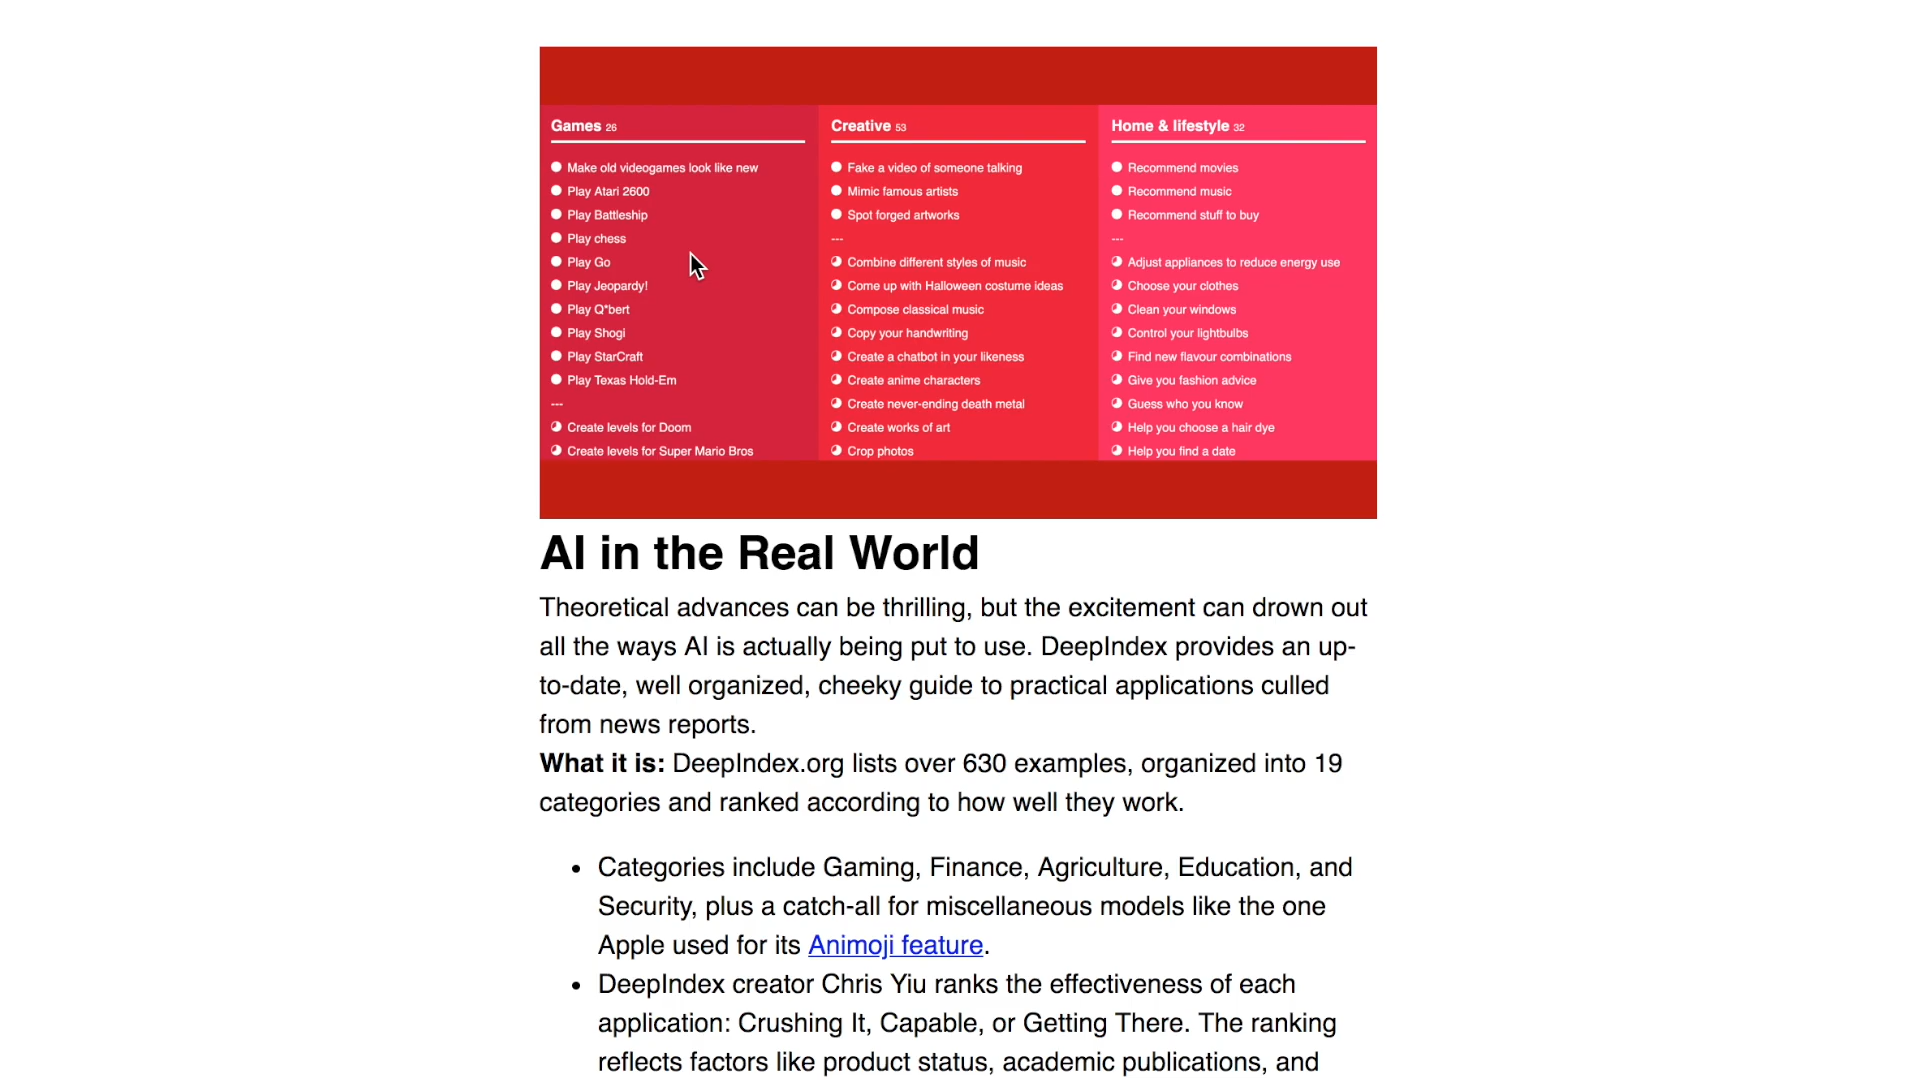 Games 26
Make old videogames look like new
Play Atari 2600
Play Battleship
Play chess
Play Go
Play Jeopardy!
Play Q*bert
Play Shogi
Play StarCraft
Play Texas Hold-Em
---
Create levels for Doom
Create levels for Super Mario Bros
Creative 53
Fake a video of someone talking
Mimic famous artists
Spot forged artworks
---
Combine different styles of music
Come up with Halloween costume ideas
Compose classical music
Copy your handwriting
Create a chatbot in your likeness
Create anime characters
Create never-ending death metal
Create works of art
Crop photos
Home & lifestyle 32
Recommend movies
Recommend music
Recommend stuff to buy
---
Adjust appliances to reduce energy use
Choose your clothes
Clean your windows
Control your lightbulbs
Find new flavour combinations
Give you fashion advice
Guess who you know
Help you choose a hair dye
Help you find a date
AI in the Real World
Theoretical advances can be thrilling, but the excitement can drown out
all the ways AI is actually being put to use. DeepIndex provides an up-
to-date, well organized, cheeky guide to practical applications culled
from news reports.
What it is: DeepIndex.org lists over 630 examples, organized into 19
categories and ranked according to how well they work.
• Categories include Gaming, Finance, Agriculture, Education, and
Security, plus a catch-all for miscellaneous models like the one
Apple used for its Animoji feature.
• DeepIndex creator Chris Yiu ranks the effectiveness of each
application: Crushing It, Capable, or Getting There. The ranking
reflects factors like product status, academic publications, and